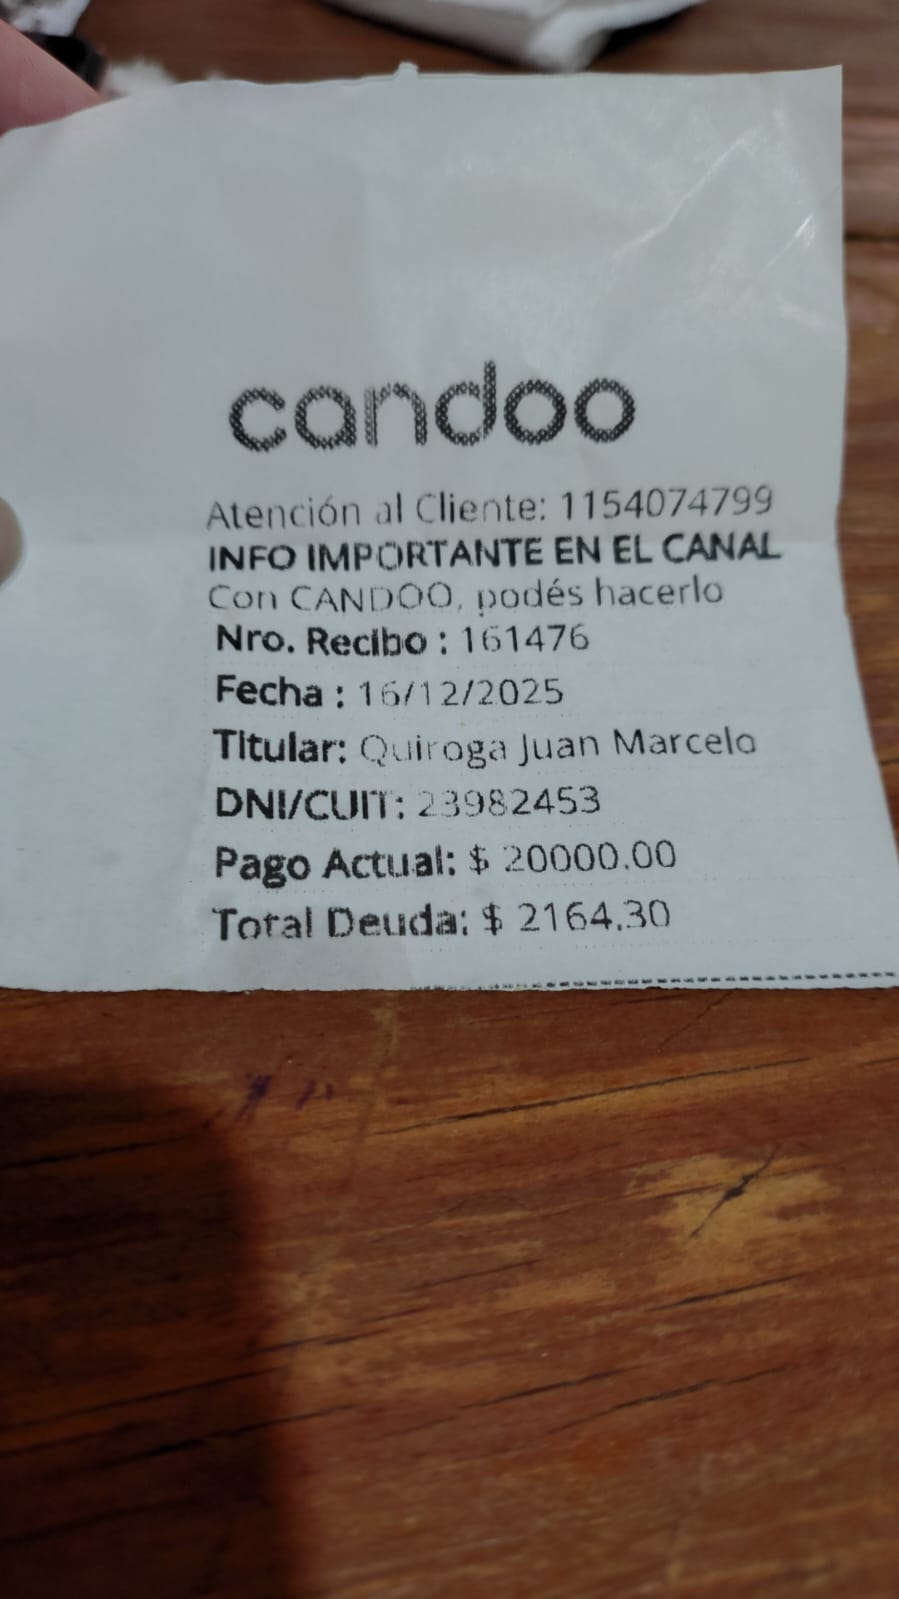 candoo
Atención al Cliente: 1154074799
INFO IMPORTANTE EN EL CANAL
Con CANDOO, podés hacerlo
Nro. Recibo : 161476
Fecha : 16/12/2025
Titular: Quiroga Juan Marcelo
DNI/CUIT: 23982453
Pago Actual: $ 20000.00
Total Deuda: $ 2164.30